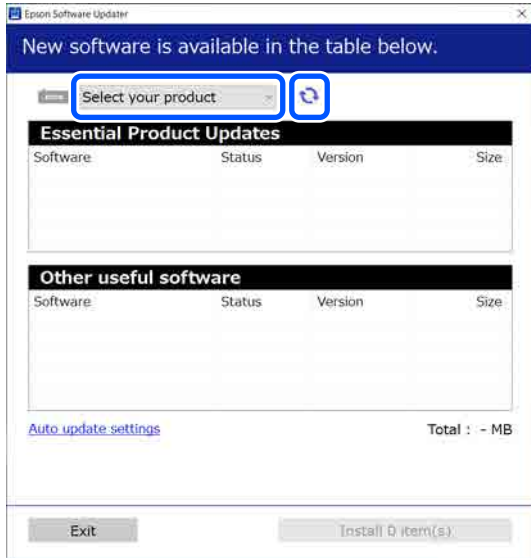 Epson Software Updater
New software is available in the table below.
Select your product
Essential Product Updates
Software Status Version Size
Other useful software
Software Status Version Size
Auto update settings Total : - MB
Exit Install 0 item(s)